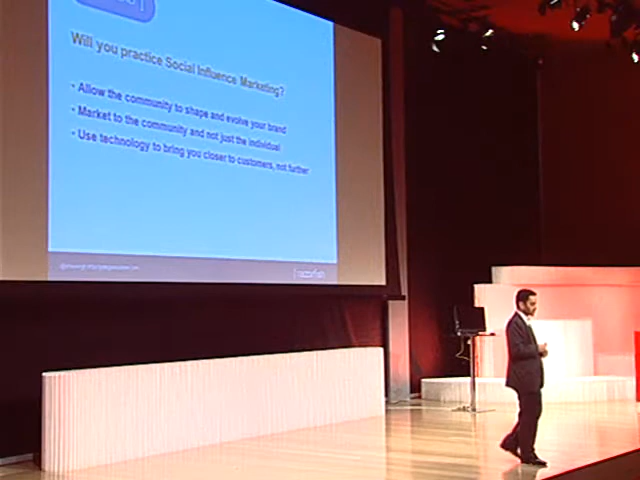 Will you practice Social Influence Marketing?
• Allow the community to shape and evolve your brand
• Market to the community and not just the individual
• Use technology to bring you closer to customers, not further
razorfish